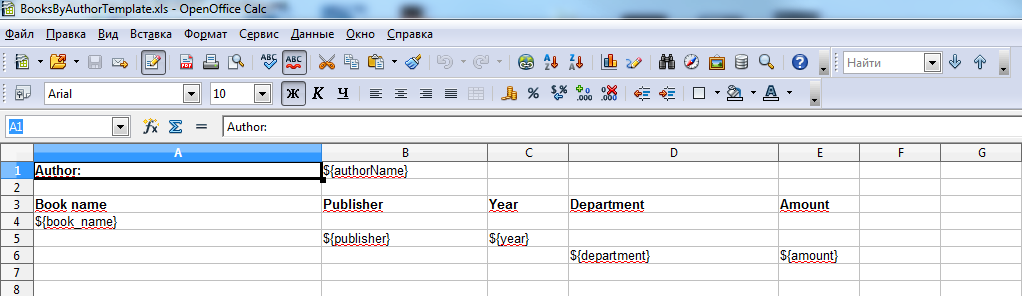 BooksByAuthorTemplate.xls - OpenOffice Calc
Файл Правка Вид Вставка Формат Сервис Данные Окно Справка
ABC ABC Найти
Arial 10 Ж К Ч
A1 Author:
A B C D E F G
1 Author: ${authorName}
2
3 Book name Publisher Year Department Amount
4 ${book_name}
5 ${publisher} ${year}
6 ${department} ${amount}
7
8